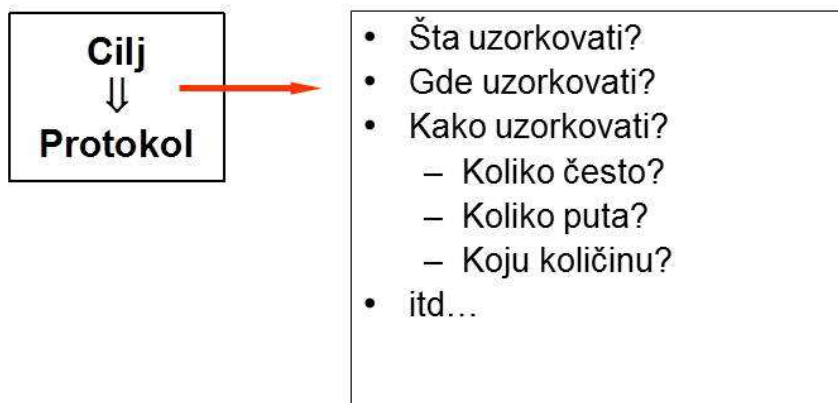 Cilj
⇓
Protokol
• Šta uzorkovati?
• Gde uzorkovati?
• Kako uzorkovati?
– Koliko često?
– Koliko puta?
– Koju količinu?
• itd...